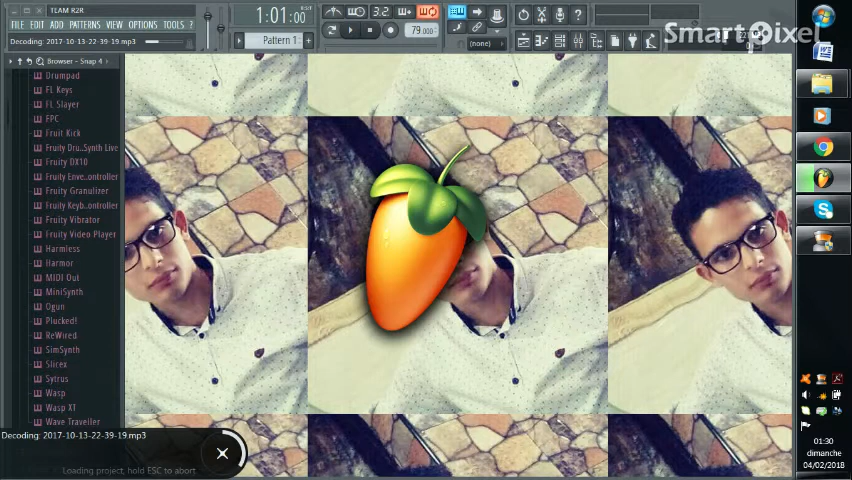 TEAM R2R
FILE EDIT ADD PATTERNS VIEW OPTIONS TOOLS ?
Decoding: 2017-10-13-22-39-19.mp3
1:01:00
3.2..
Pattern 1
79.000
(none)
SmartPixel
Browser - Snap 4
Drumpad
FL Keys
FL Slayer
FPC
Fruit Kick
Fruity Dru..Synth Live
Fruity DX10
Fruity Enve..ontroller
Fruity Granulizer
Fruity Keyb..ontroller
Fruity Vibrator
Fruity Video Player
Harmless
Harmor
MIDI Out
MiniSynth
Ogun
Plucked!
ReWired
SimSynth
Slicex
Sytrus
Wasp
Wasp XT
Wave Traveller
Decoding: 2017-10-13-22-39-19.mp3
Loading project, hold ESC to abort
01:30
dimanche
04/02/2018